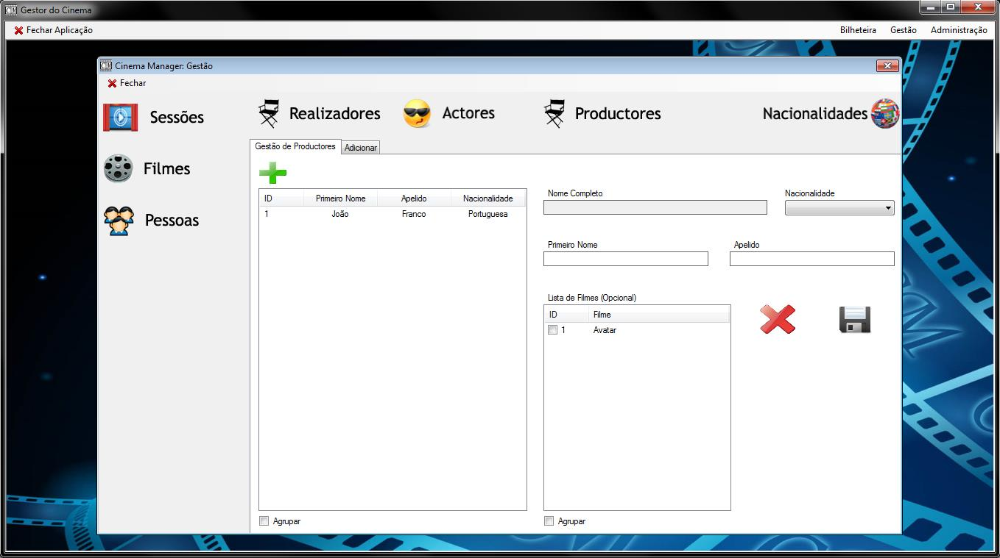 Gestor do Cinema
Fechar Aplicação
Bilheteira Gestão Administração
Cinema Manager: Gestão
Fechar
Sessões
Realizadores
Actores
Productores
Nacionalidades
Filmes
Pessoas
Gestão de Productores
Adicionar
ID Primeiro Nome Apelido Nacionalidade
1 João Franco Portuguesa
Agrupar
Nome Completo
Nacionalidade
Primeiro Nome
Apelido
Lista de Filmes (Opcional)
ID Filme
1 Avatar
Agrupar